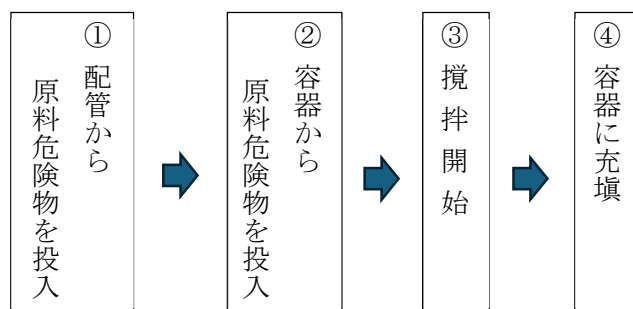 ① 配管から
原料危険物を投入
② 容器から
原料危険物を投入
③ 撹拌開始
④ 容器に充塡